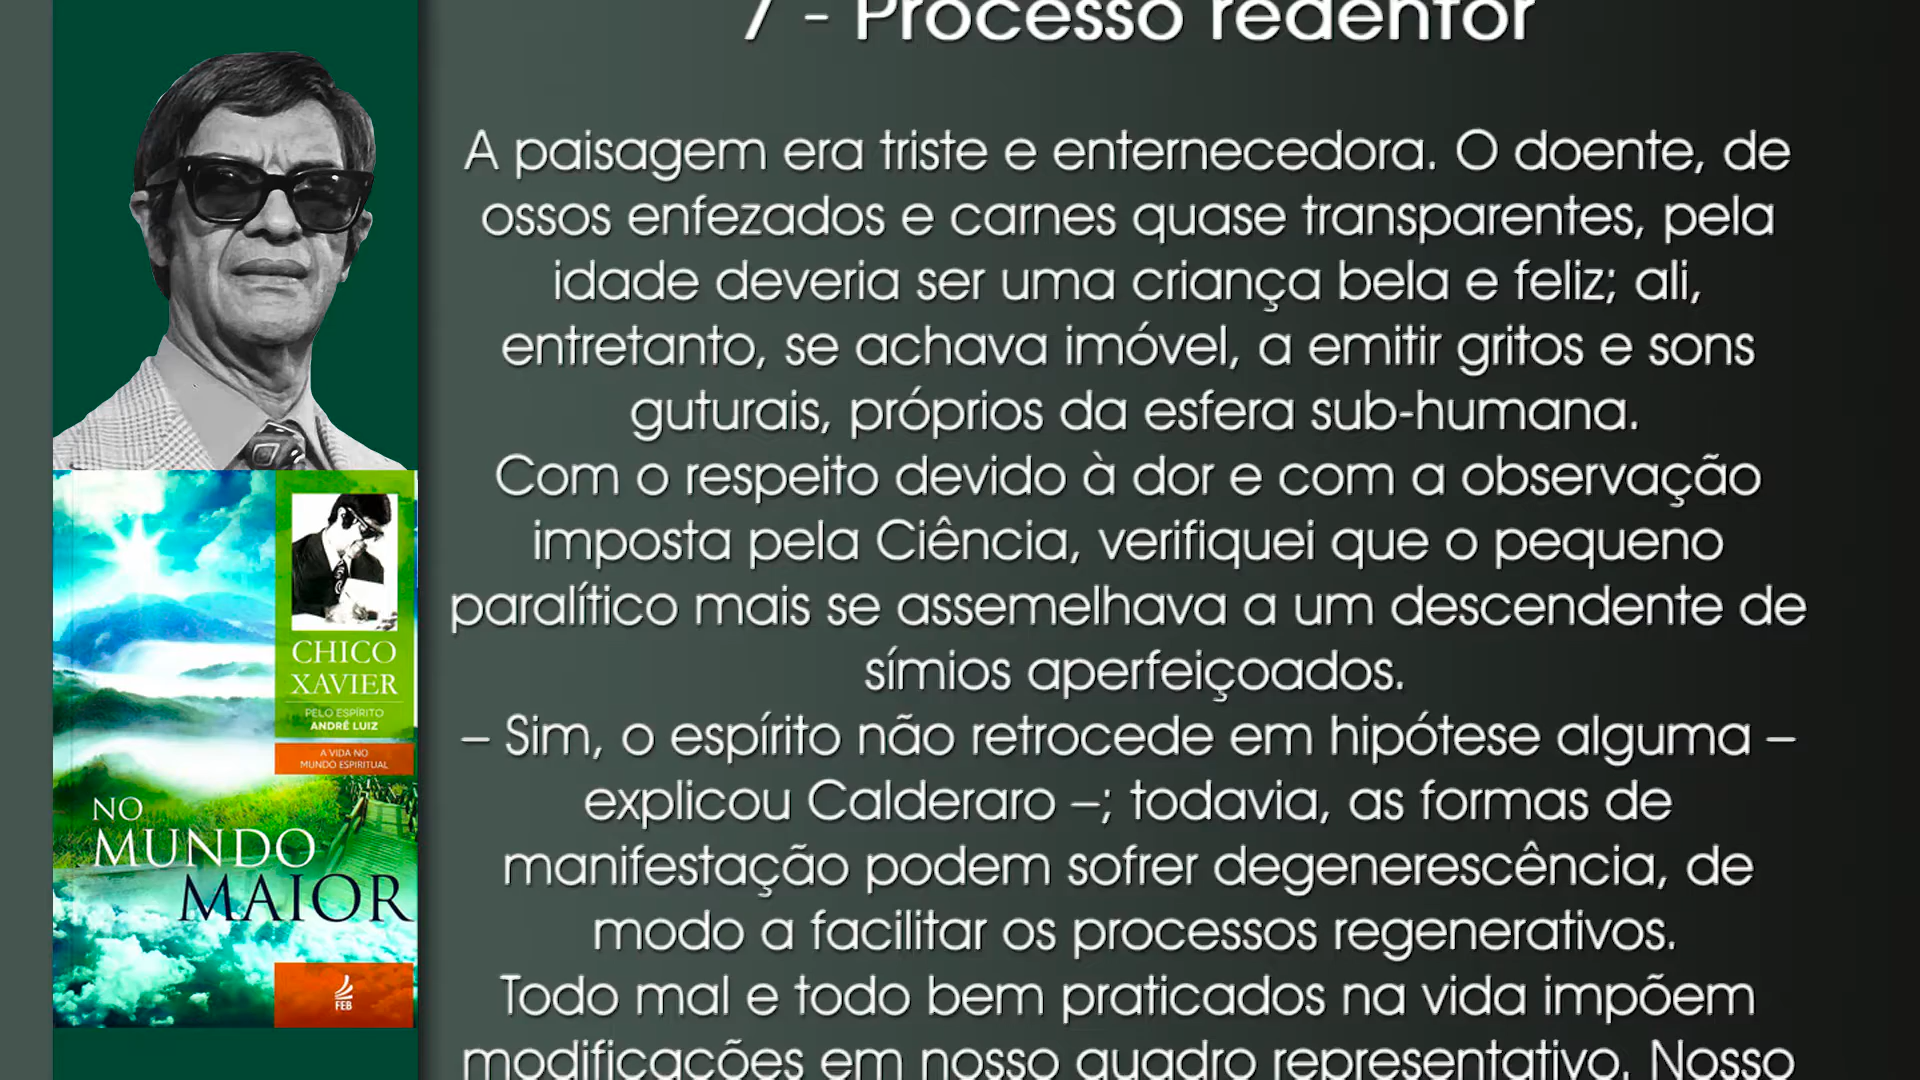 7 - Processo redentor
A paisagem era triste e enternecedora. O doente, de
ossos enfezados e carnes quase transparentes, pela
idade deveria ser uma criança bela e feliz; ali,
entretanto, se achava imóvel, a emitir gritos e sons
guturais, próprios da esfera sub-humana.
Com o respeito devido à dor e com a observação
imposta pela Ciência, verifiquei que o pequeno
paralítico mais se assemelhava a um descendente de
símios aperfeiçoados.
– Sim, o espírito não retrocede em hipótese alguma –
explicou Calderaro –; todavia, as formas de
manifestação podem sofrer degenerescência, de
modo a facilitar os processos regenerativos.
Todo mal e todo bem praticados na vida impõem
modificações em nosso quadro representativo. Nosso
CHICO
XAVIER
PELO ESPÍRITO
ANDRÉ LUIZ
A VIDA NO
MUNDO ESPIRITUAL
NO
MUNDO
MAIOR
FEB